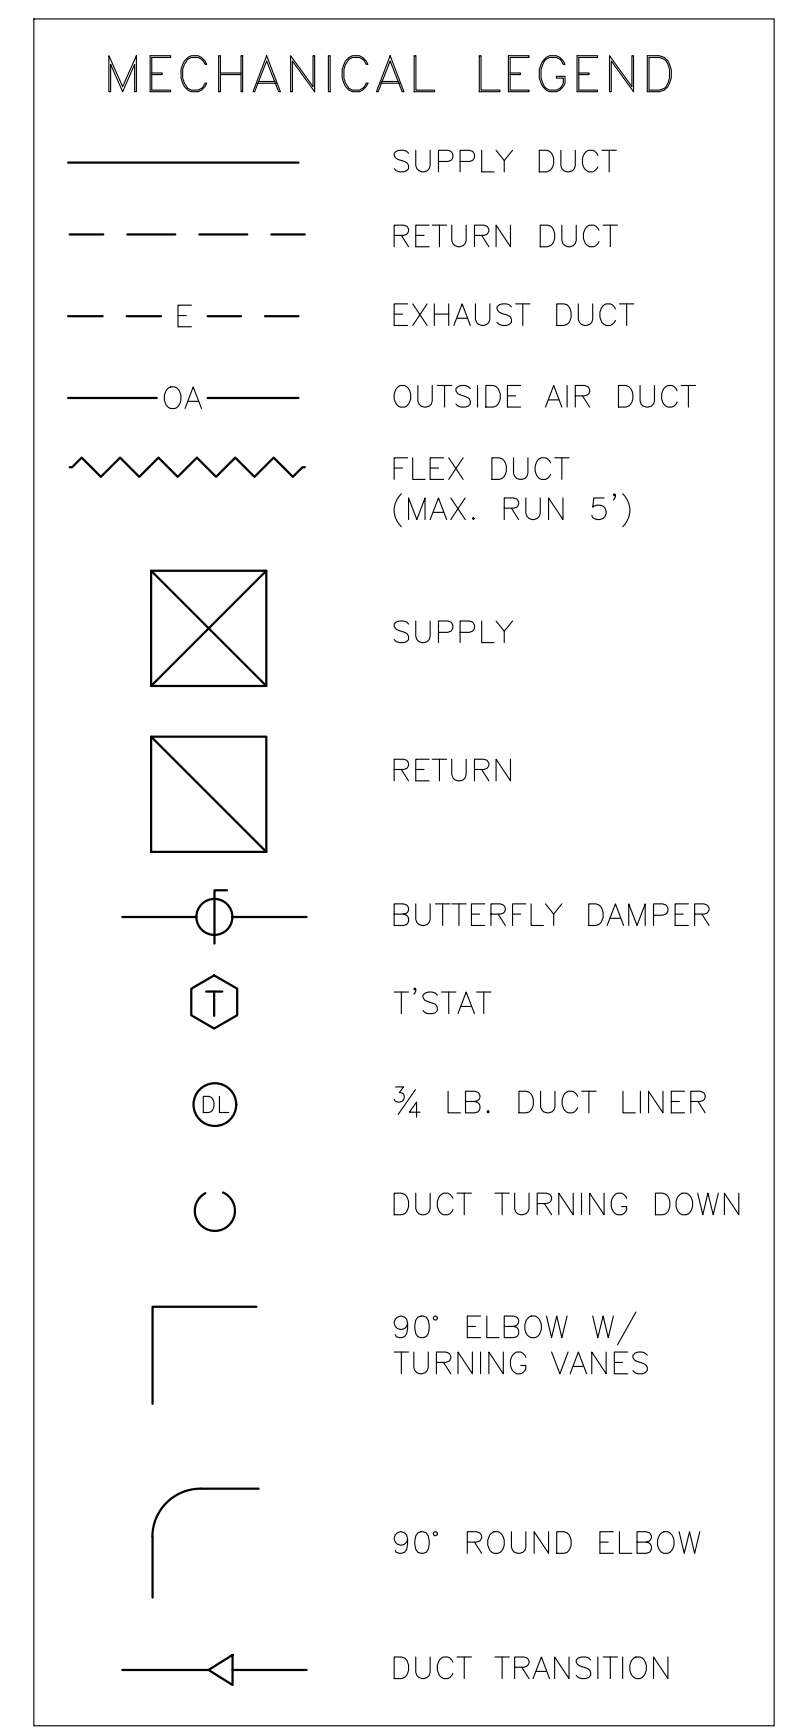 MECHANICAL LEGEND
SUPPLY DUCT
RETURN DUCT
E EXHAUST DUCT
OA OUTSIDE AIR DUCT
FLEX DUCT
(MAX. RUN 5')
SUPPLY
RETURN
BUTTERFLY DAMPER
T T'STAT
DL ¾ LB. DUCT LINER
DUCT TURNING DOWN
90° ELBOW W/
TURNING VANES
90° ROUND ELBOW
DUCT TRANSITION